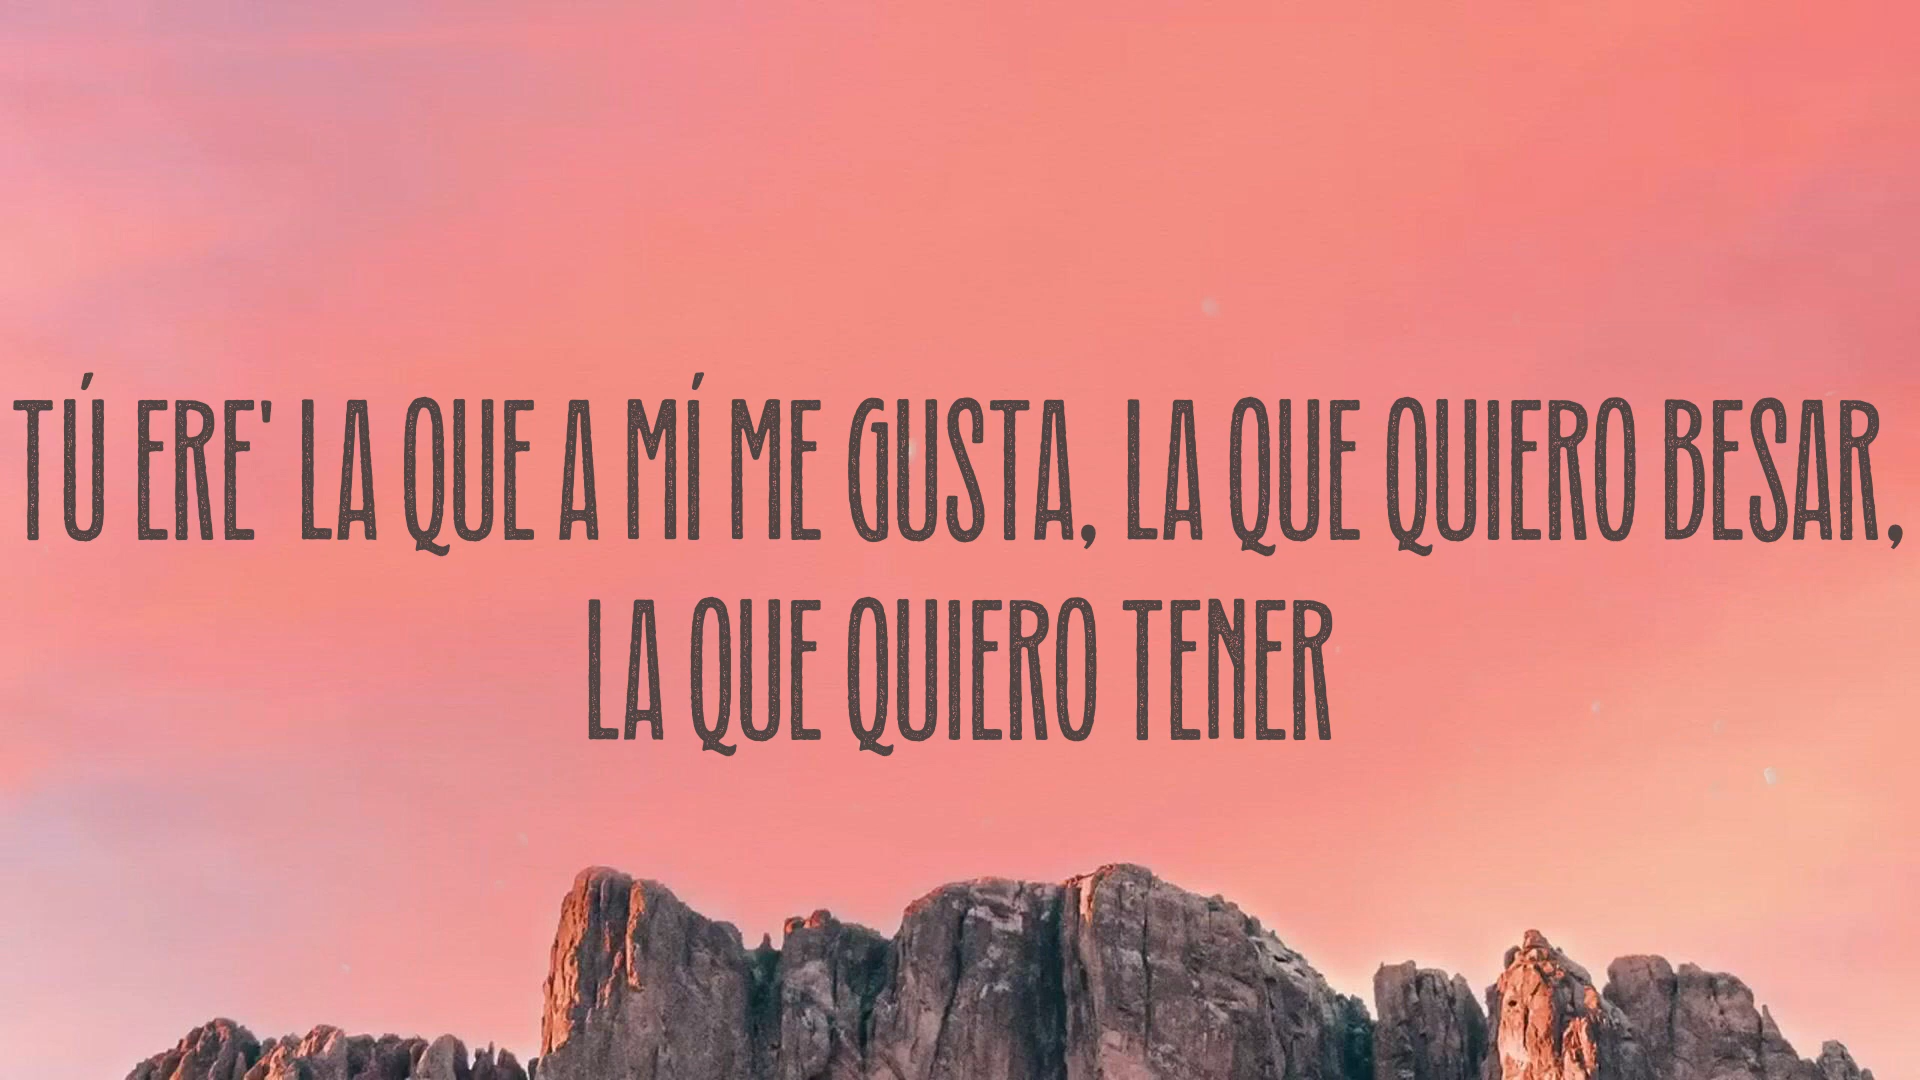 TÚ ERE' LA QUE A MÍ ME GUSTA, LA QUE QUIERO BESAR,
LA QUE QUIERO TENER